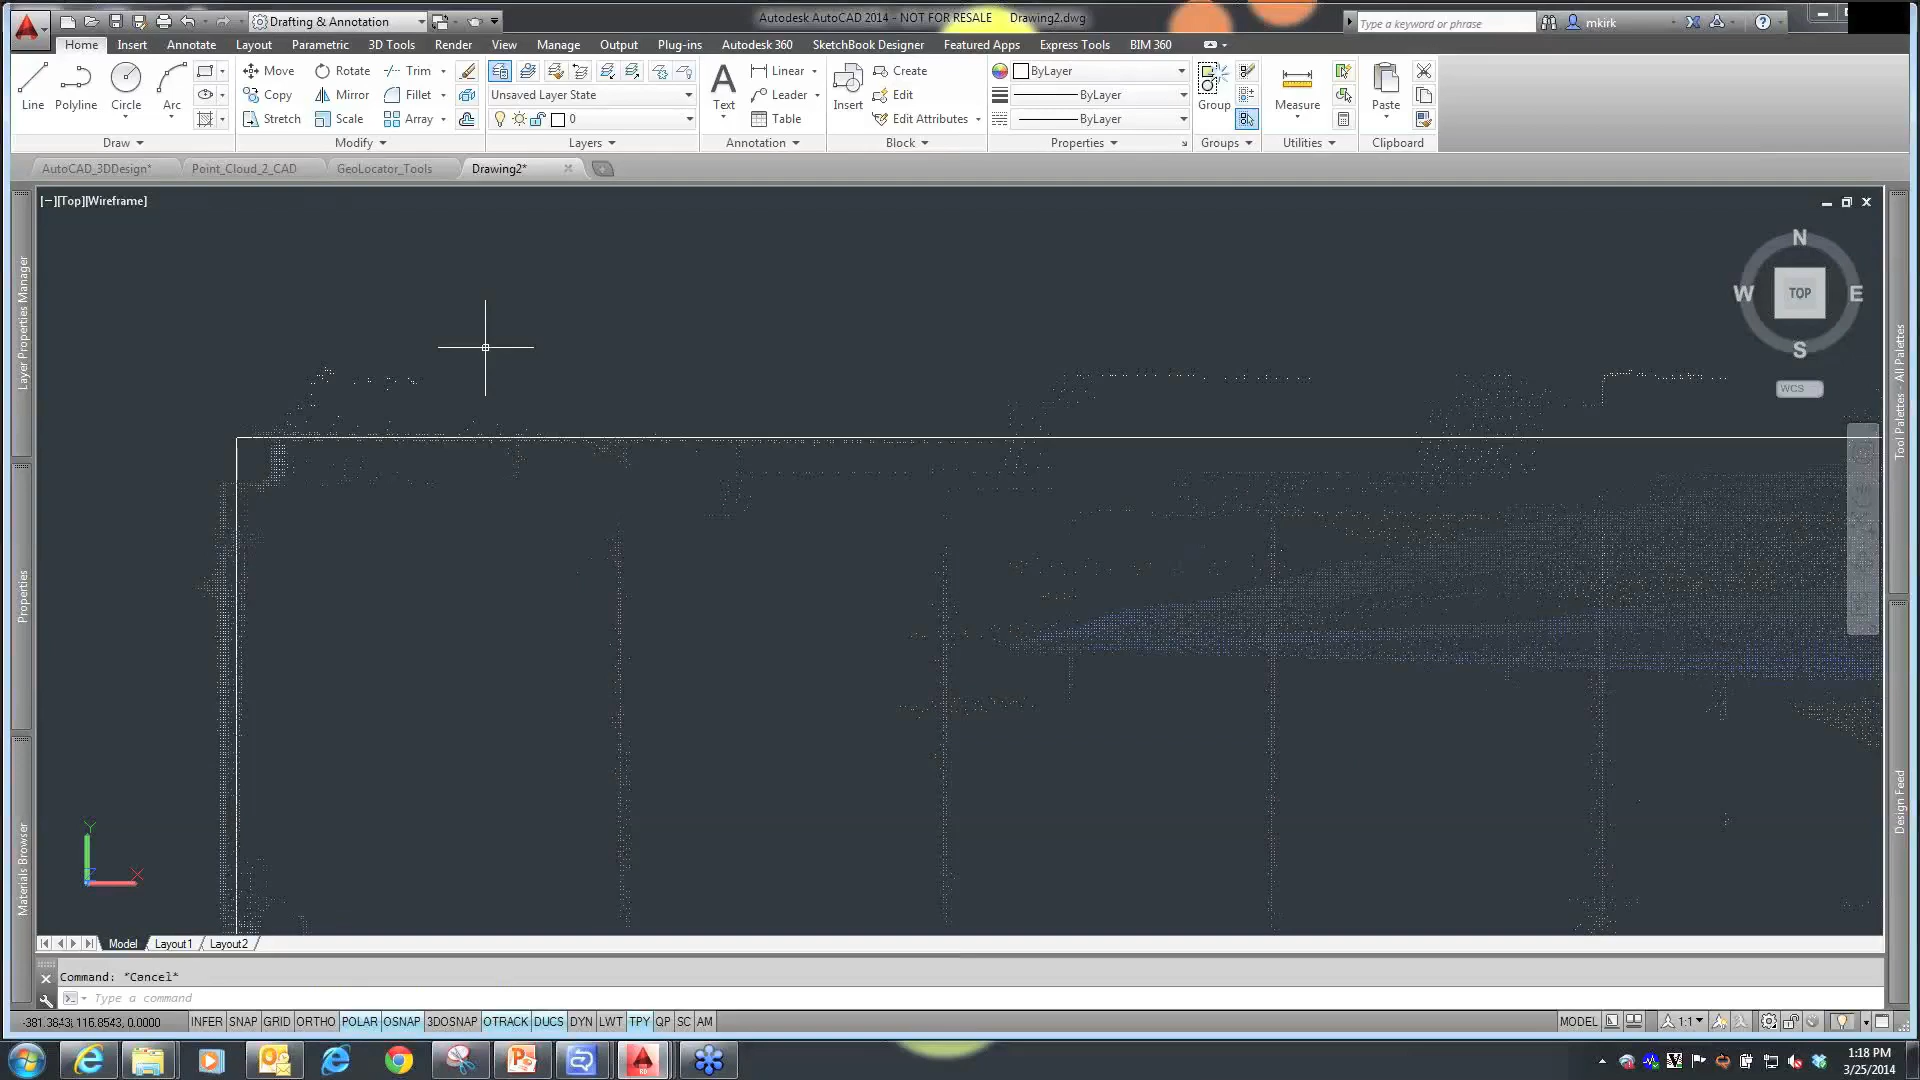 Drafting & Annotation
Autodesk AutoCAD 2014 - NOT FOR RESALE Drawing2.dwg
Type a keyword or phrase
mkirk
Home Insert Annotate Layout Parametric 3D Tools Render View Manage Output Plug-ins Autodesk 360 SketchBook Designer Featured Apps Express Tools BIM 360
Line Polyline Circle Arc
Move Rotate Trim
Copy Mirror Fillet
Stretch Scale Array
Unsaved Layer State
0
Text
Linear
Leader
Table
Insert
Create
Edit
Edit Attributes
ByLayer
ByLayer
ByLayer
Group
Measure
Paste
Draw Modify Layers Annotation Block Properties Groups Utilities Clipboard
AutoCAD_3DDesign* Point_Cloud_2_CAD GeoLocator_Tools Drawing2*
[−][Top][Wireframe]
N
W TOP E
S
WCS
Layer Properties Manager
Properties
Materials Browser
Tool Palettes - All Palettes
Design Feed
Y
X
Model Layout1 Layout2
Command: *Cancel*
Type a command
-381.3643, 116.8543, 0.0000
INFER SNAP GRID ORTHO POLAR OSNAP 3DOSNAP OTRACK DUCS DYN LWT TPY QP SC AM
MODEL 1:1
1:18 PM
3/25/2014